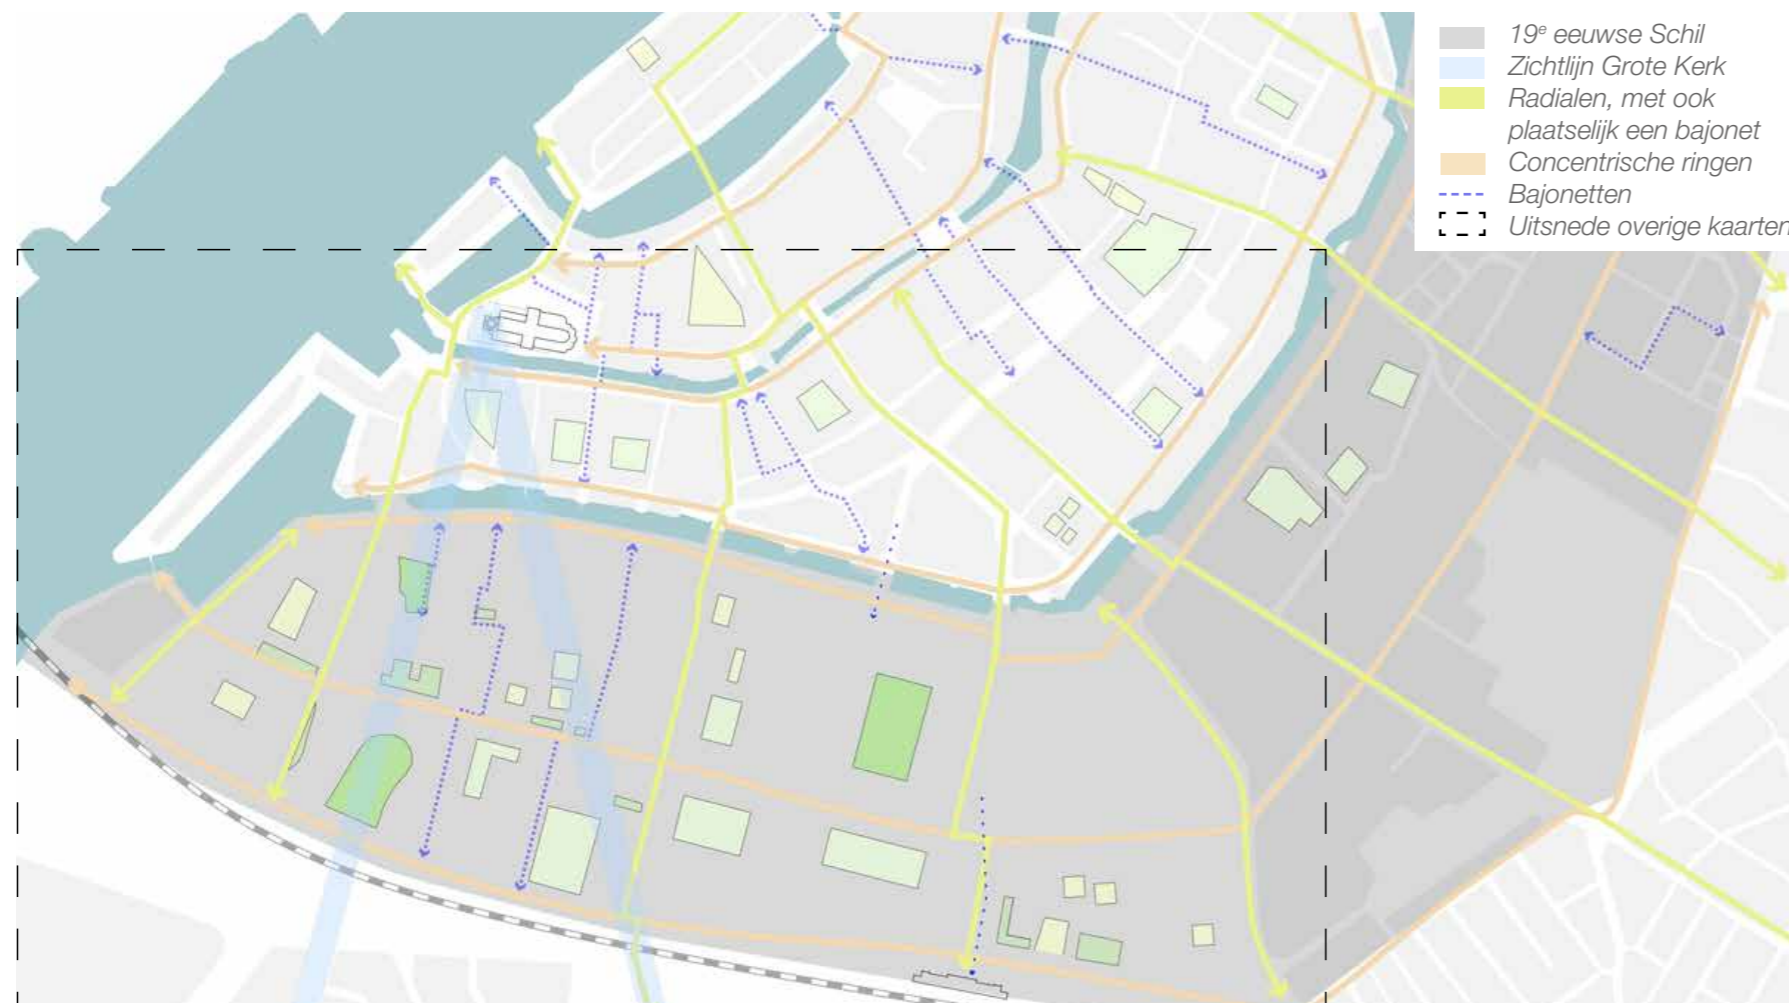 19e eeuwse Schil
Zichtlijn Grote Kerk
Radialen, met ook
plaatselijk een bajonet
Concentrische ringen
Bajonetten
Uitsnede overige kaarten